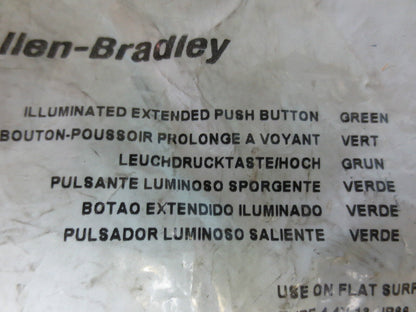 llen-Bradley
ILLUMINATED EXTENDED PUSH BUTTON GREEN
BOUTON-POUSSOIR PROLONGE A VOYANT VERT
LEUCHDRUCKTASTE/HOCH GRUN
PULSANTE LUMINOSO SPORGENTE VERDE
BOTAO EXTENDIDO ILUMINADO VERDE
PULSADOR LUMINOSO SALIENTE VERDE
USE ON FLAT SURF